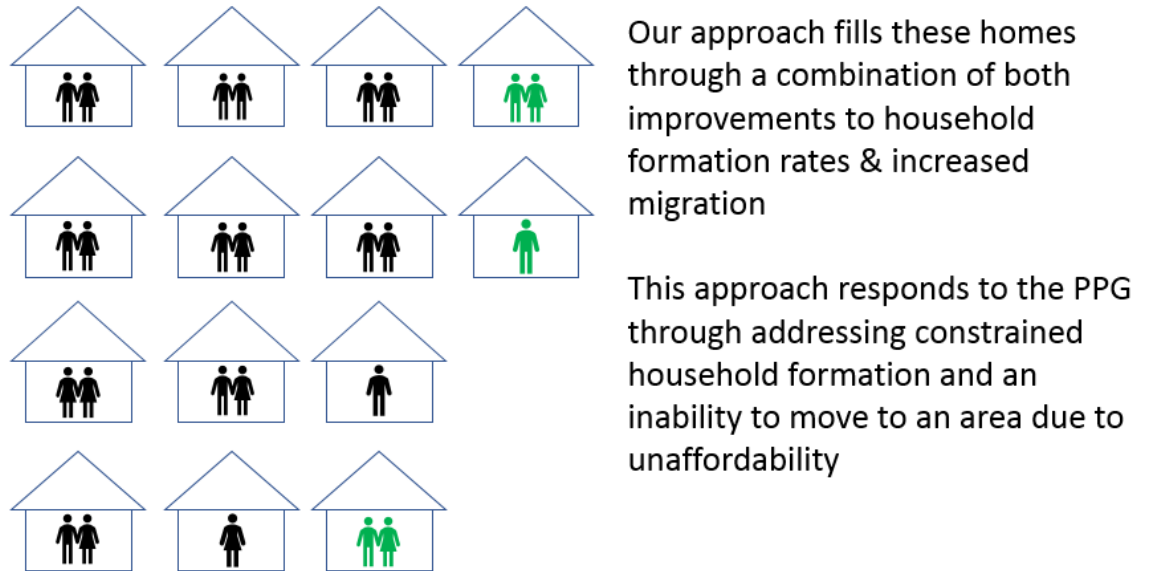 Our approach fills these homes
through a combination of both
improvements to household
formation rates & increased
migration
This approach responds to the PPG
through addressing constrained
household formation and an
inability to move to an area due to
unaffordability